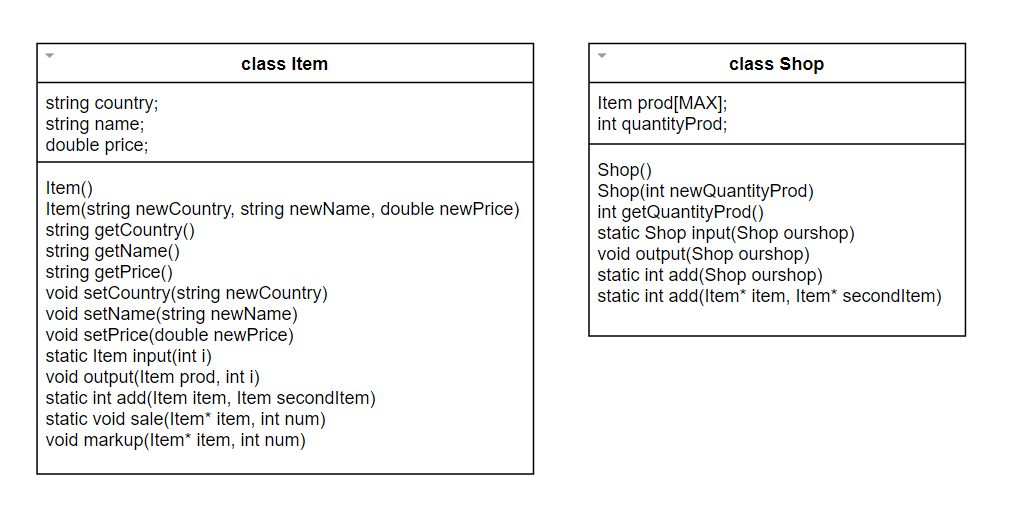 class Item
string country;
string name;
double price;
Item()
Item(string newCountry, string newName, double newPrice)
string getCountry()
string getName()
string getPrice()
void setCountry(string newCountry)
void setName(string newName)
void setPrice(double newPrice)
static Item input(int i)
void output(Item prod, int i)
static int add(Item item, Item secondItem)
static void sale(Item* item, int num)
void markup(Item* item, int num)
class Shop
Item prod[MAX];
int quantityProd;
Shop()
Shop(int newQuantityProd)
int getQuantityProd()
static Shop input(Shop ourshop)
void output(Shop ourshop)
static int add(Shop ourshop)
static int add(Item* item, Item* secondItem)